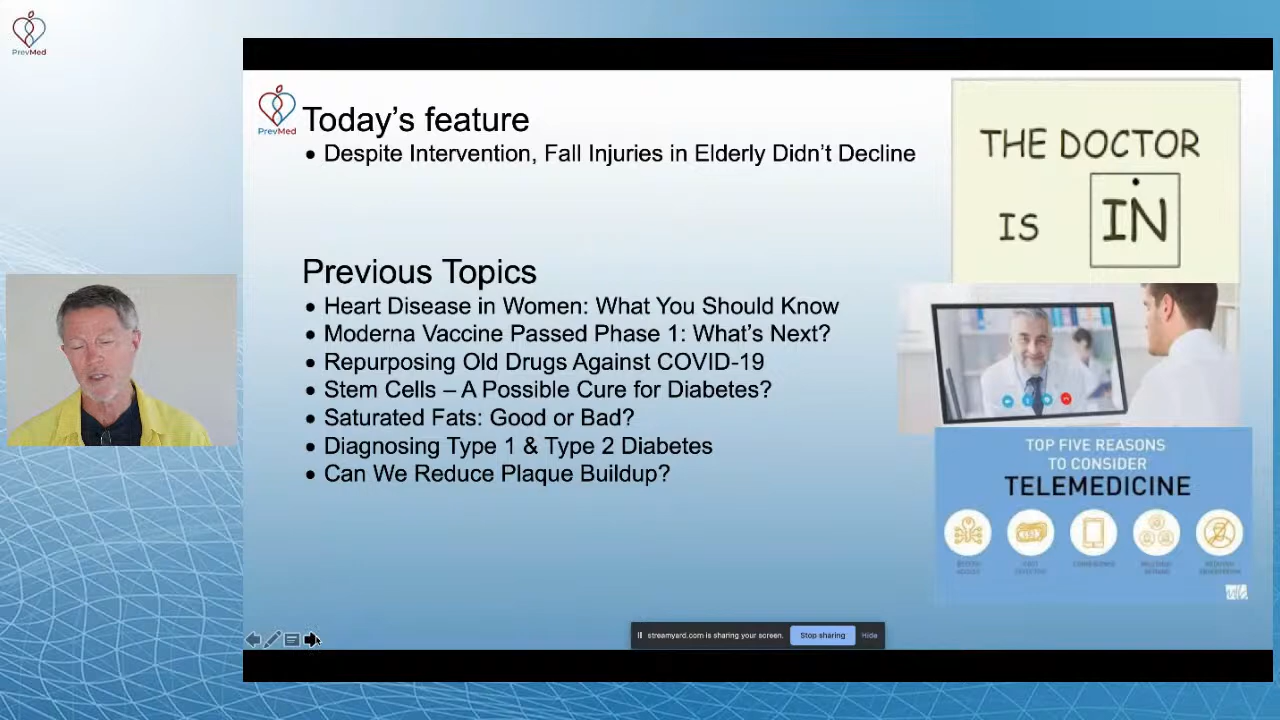 PrevMed
PrevMed
Today's feature
• Despite Intervention, Fall Injuries in Elderly Didn't Decline
Previous Topics
• Heart Disease in Women: What You Should Know
• Moderna Vaccine Passed Phase 1: What's Next?
• Repurposing Old Drugs Against COVID-19
• Stem Cells – A Possible Cure for Diabetes?
• Saturated Fats: Good or Bad?
• Diagnosing Type 1 & Type 2 Diabetes
• Can We Reduce Plaque Buildup?
THE DOCTOR
IS IN
TOP FIVE REASONS
TO CONSIDER
TELEMEDICINE
streamyard.com is sharing your screen. Stop sharing Hide